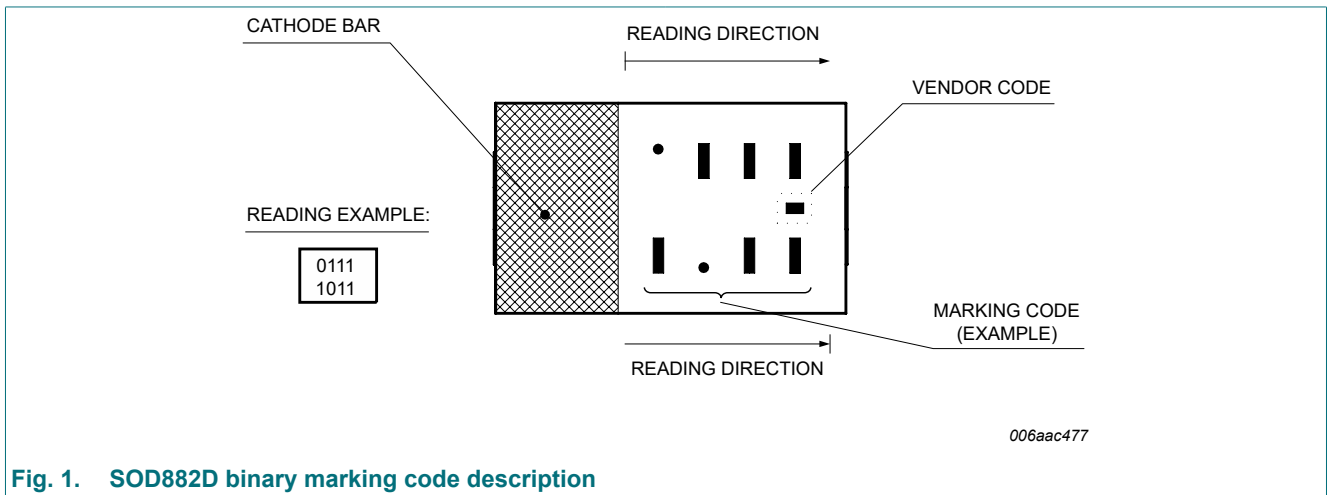 CATHODE BAR
READING DIRECTION
VENDOR CODE
READING EXAMPLE:
0111
1011
MARKING CODE
(EXAMPLE)
READING DIRECTION
006aac477
Fig. 1. SOD882D binary marking code description